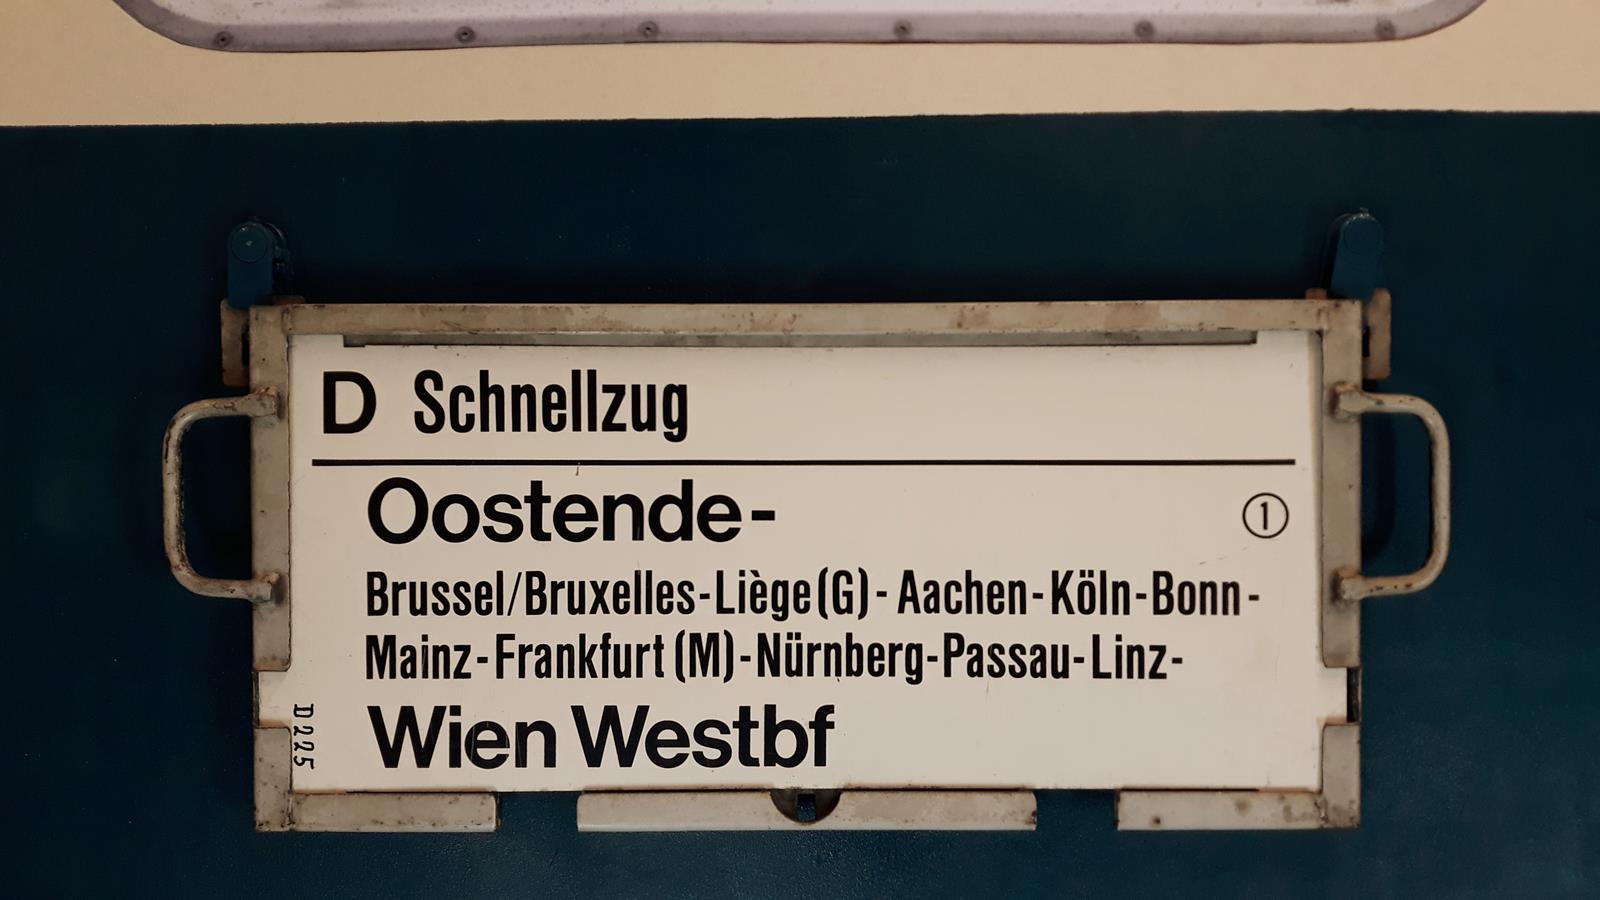 D Schnellzug
Oostende-
①
Brussel/Bruxelles-Liège(G)-Aachen-Köln-Bonn-
Mainz-Frankfurt(M)-Nürnberg-Passau-Linz-
Wien Westbf
D225